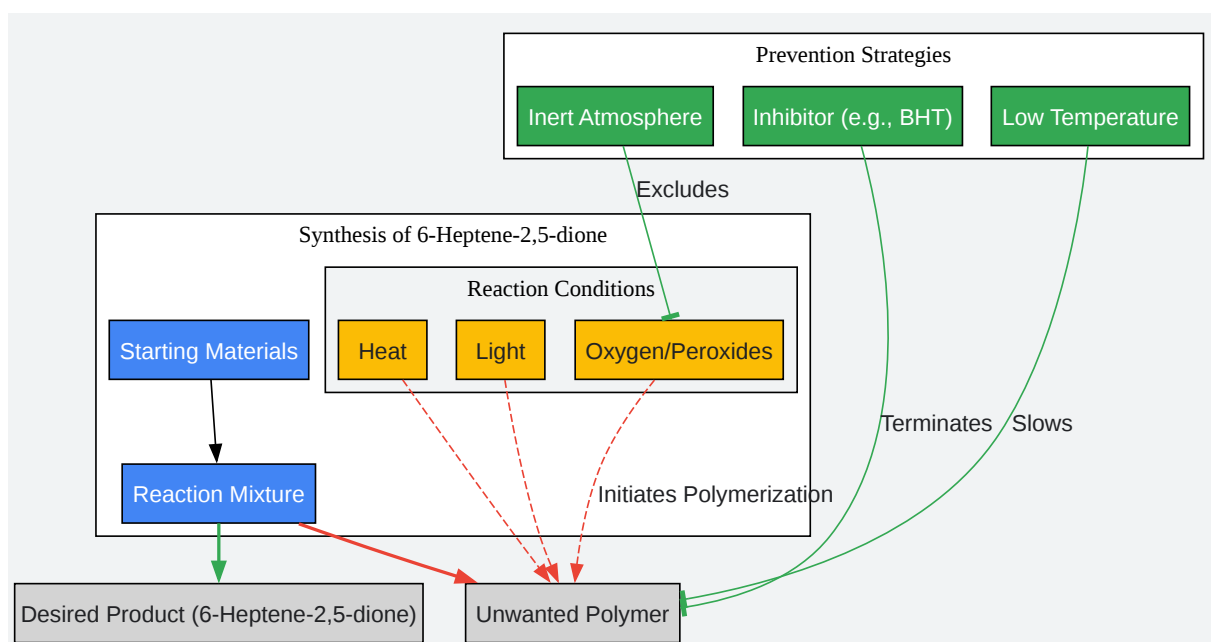 Prevention Strategies
Inert Atmosphere
Inhibitor (e.g., BHT)
Low Temperature
Excludes
Synthesis of 6-Heptene-2,5-dione
Reaction Conditions
Starting Materials
Heat
Light
Oxygen/Peroxides
Terminates
Slows
Reaction Mixture
Initiates Polymerization
Desired Product (6-Heptene-2,5-dione)
Unwanted Polymer